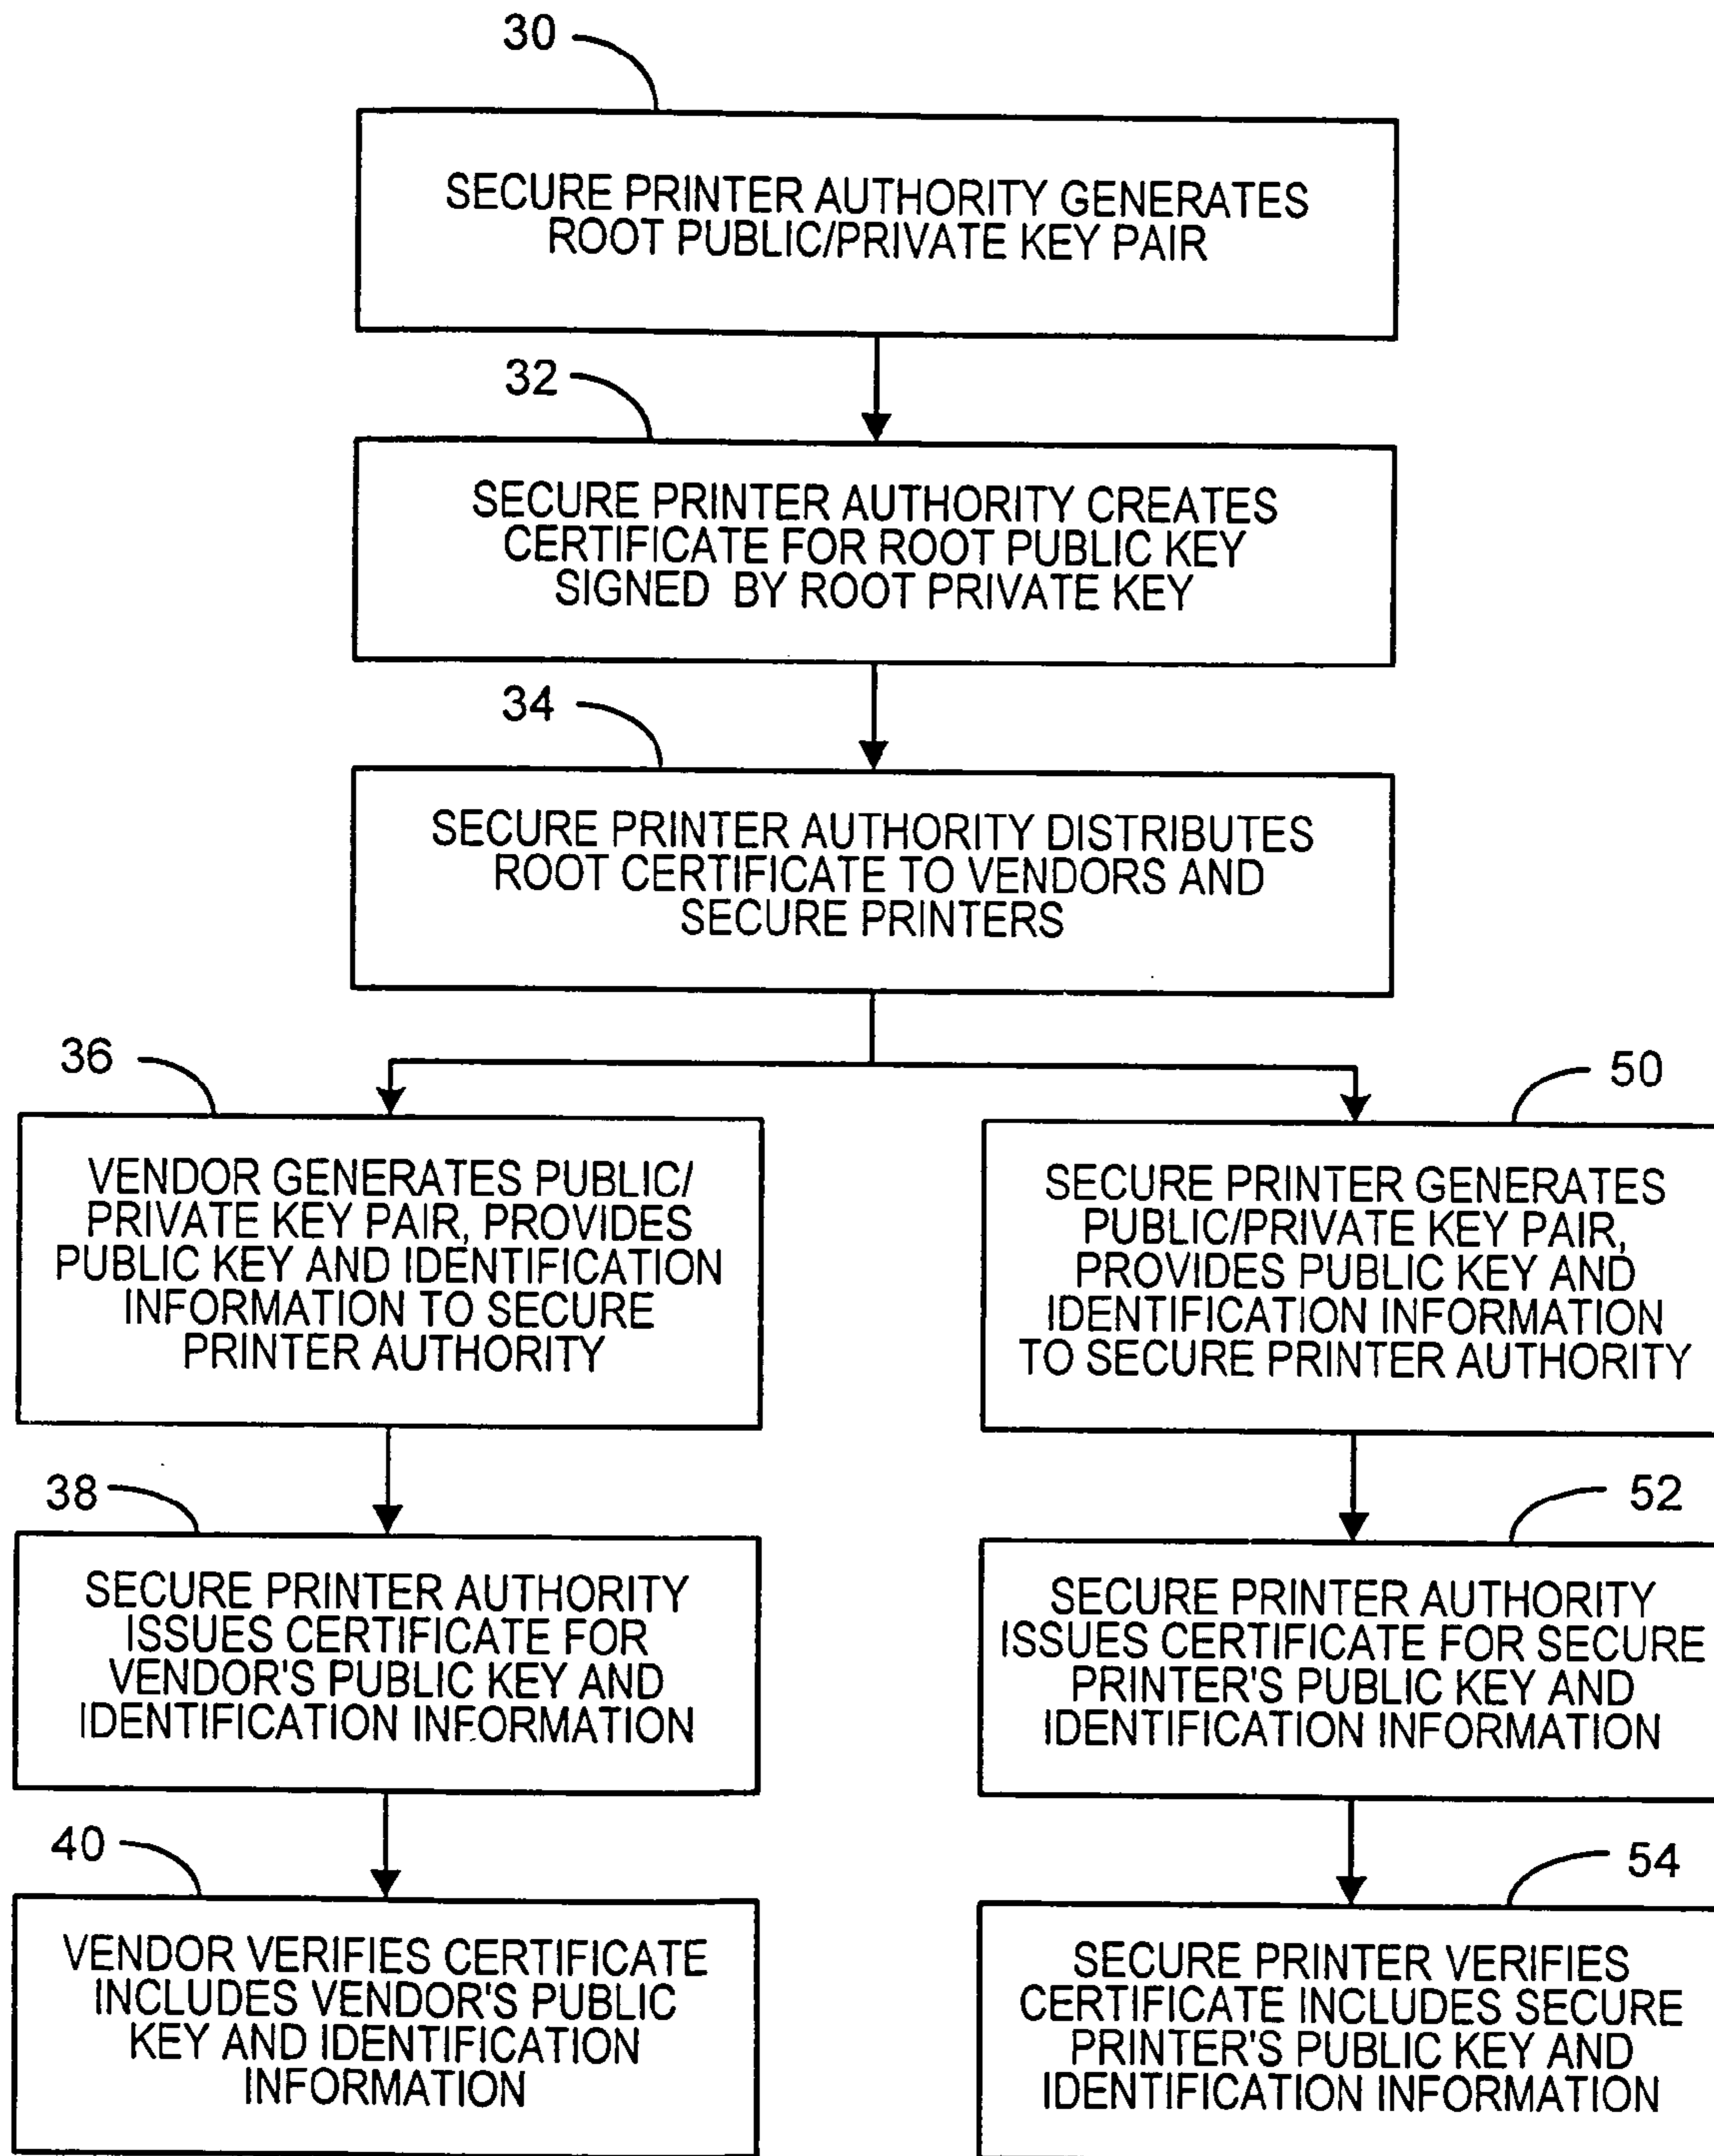 30
SECURE PRINTER AUTHORITY GENERATES
ROOT PUBLIC/PRIVATE KEY PAIR
32
SECURE PRINTER AUTHORITY CREATES
CERTIFICATE FOR ROOT PUBLIC KEY
SIGNED BY ROOT PRIVATE KEY
34
SECURE PRINTER AUTHORITY DISTRIBUTES
ROOT CERTIFICATE TO VENDORS AND
SECURE PRINTERS
36
VENDOR GENERATES PUBLIC/
PRIVATE KEY PAIR, PROVIDES
PUBLIC KEY AND IDENTIFICATION
INFORMATION TO SECURE
PRINTER AUTHORITY
38
SECURE PRINTER AUTHORITY
ISSUES CERTIFICATE FOR
VENDOR'S PUBLIC KEY AND
IDENTIFICATION INFORMATION
40
VENDOR VERIFIES CERTIFICATE
INCLUDES VENDOR'S PUBLIC
KEY AND IDENTIFICATION
INFORMATION
50
SECURE PRINTER GENERATES
PUBLIC/PRIVATE KEY PAIR,
PROVIDES PUBLIC KEY AND
IDENTIFICATION INFORMATION
TO SECURE PRINTER AUTHORITY
52
SECURE PRINTER AUTHORITY
ISSUES CERTIFICATE FOR SECURE
PRINTER'S PUBLIC KEY AND
IDENTIFICATION INFORMATION
54
SECURE PRINTER VERIFIES
CERTIFICATE INCLUDES SECURE
PRINTER'S PUBLIC KEY AND
IDENTIFICATION INFORMATION